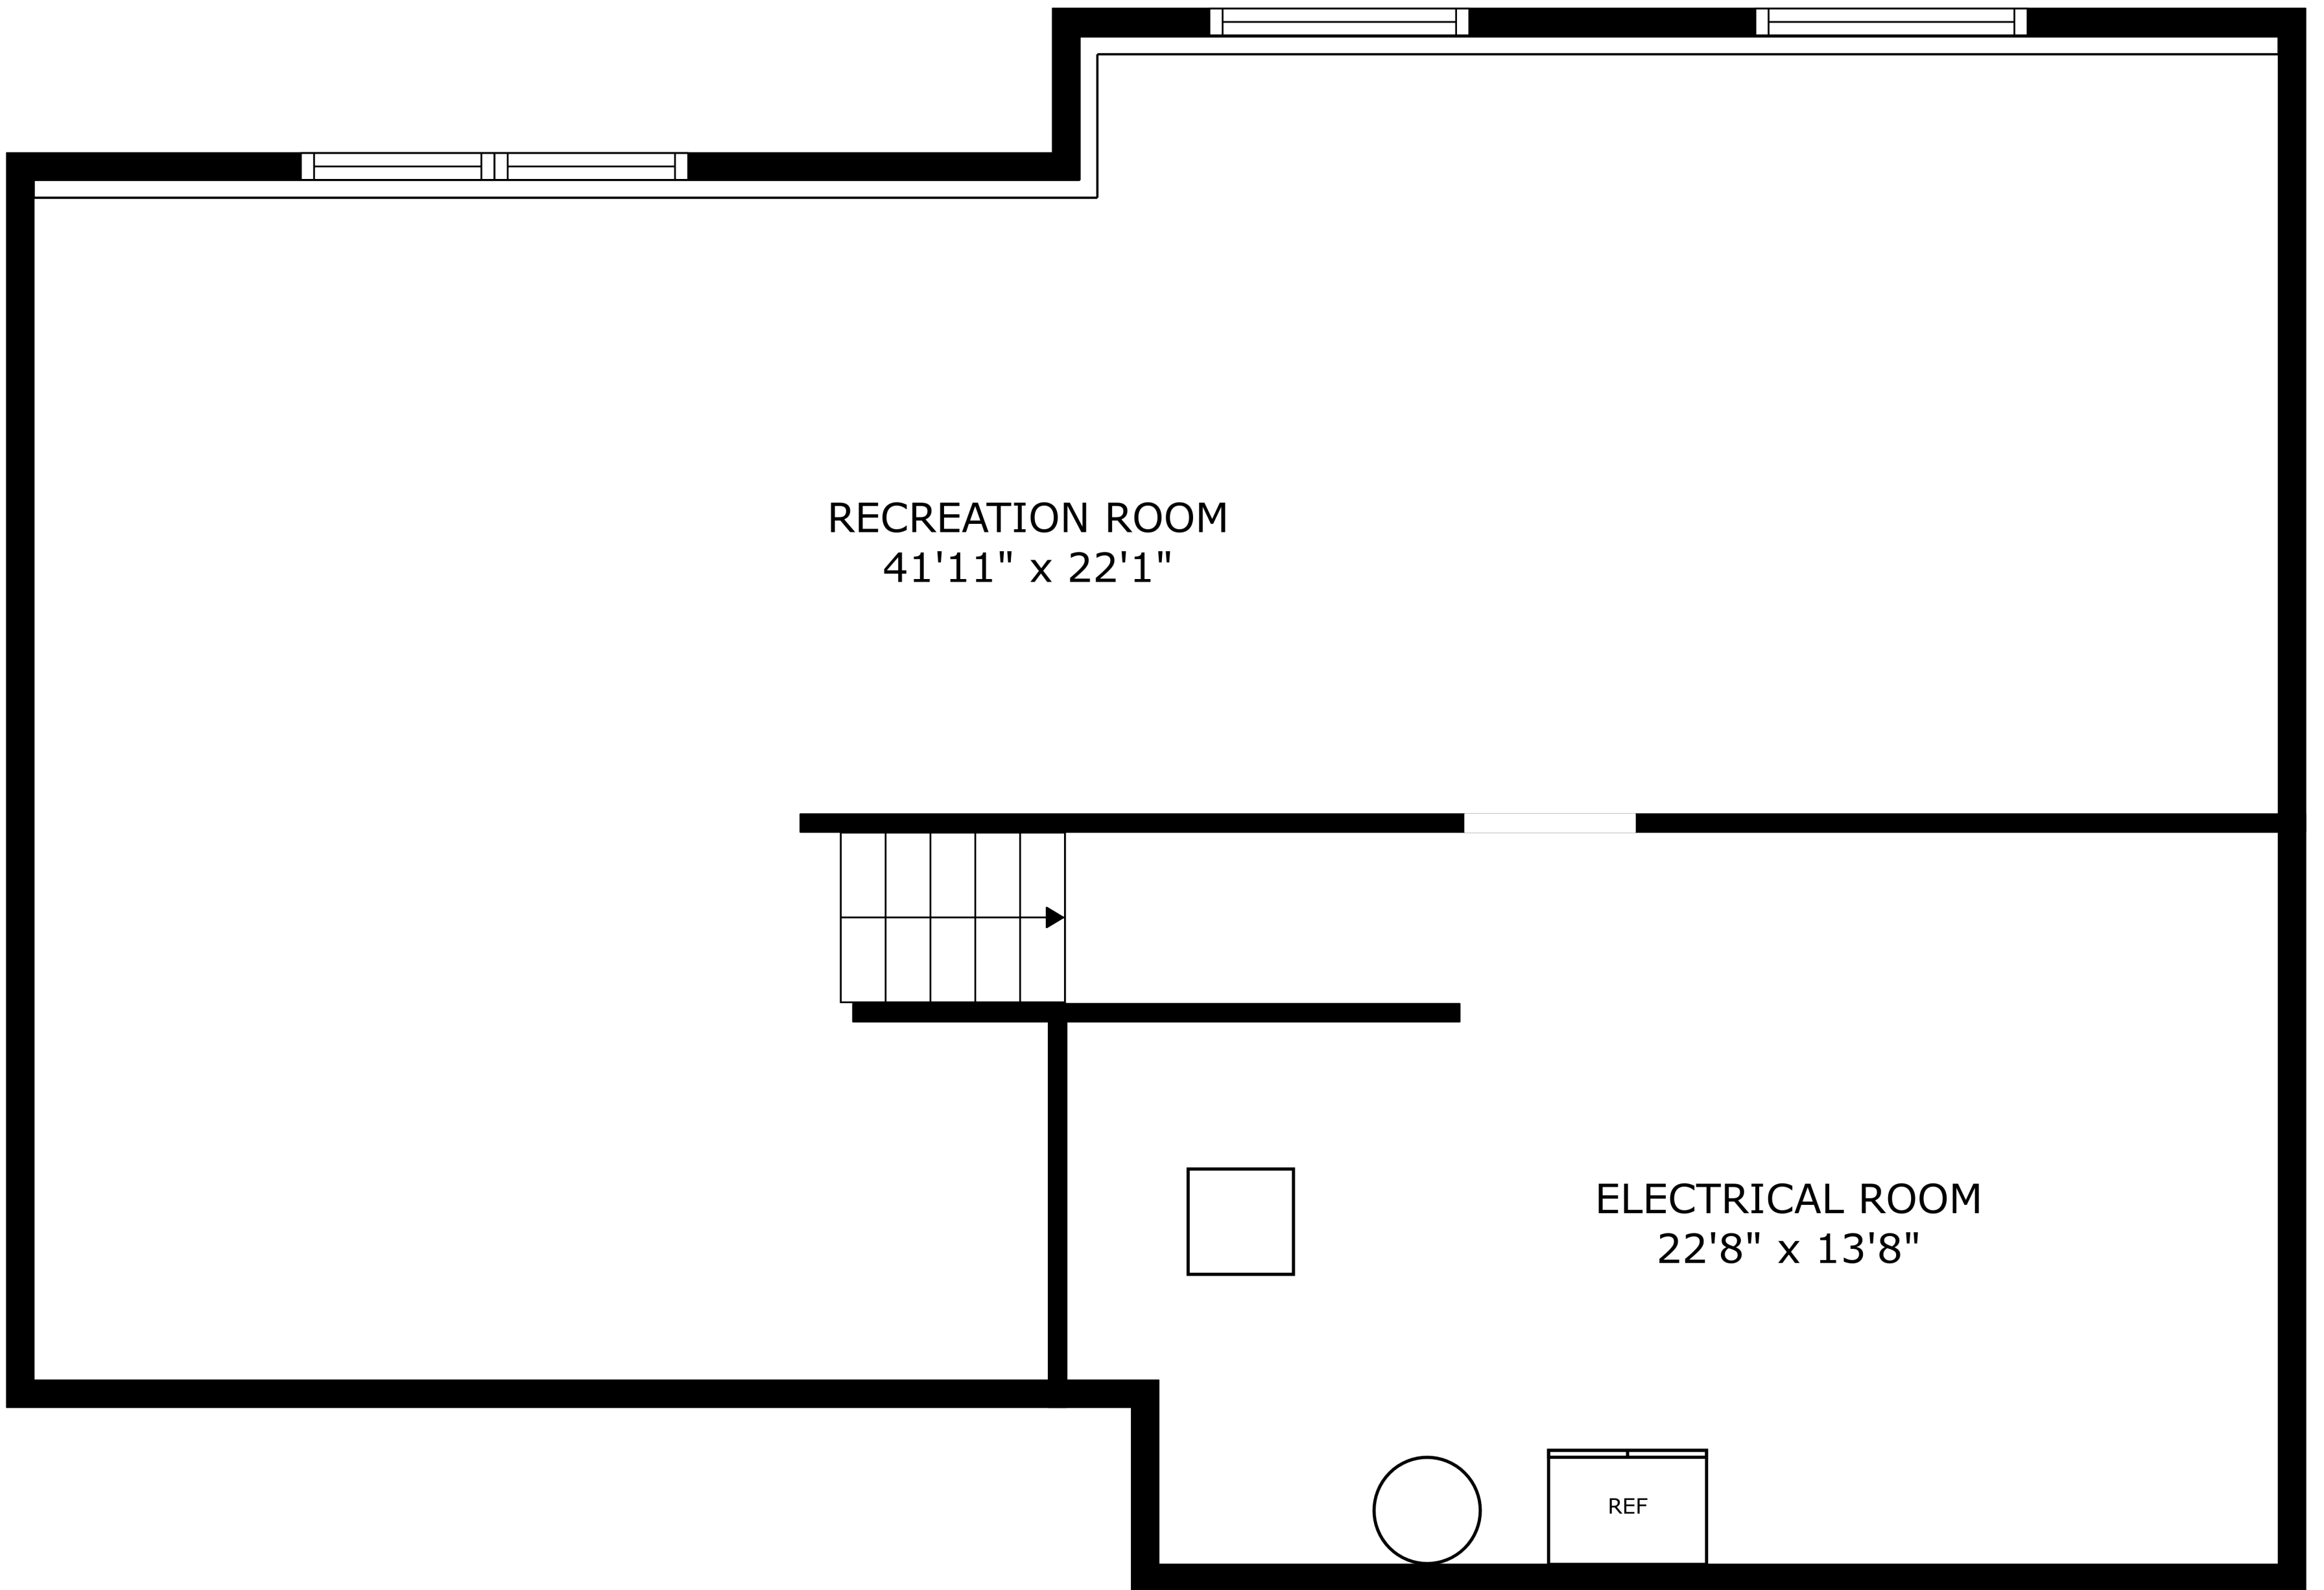 RECREATION ROOM
41'11" x 22'1"
ELECTRICAL ROOM
22'8" x 13'8"
REF